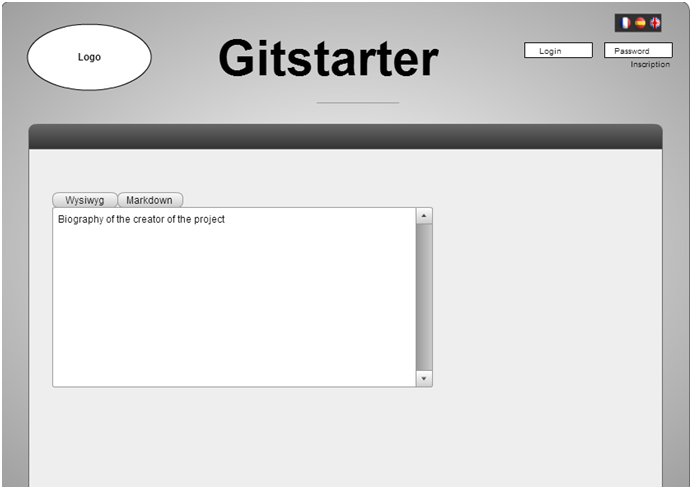 Logo
Gitstarter
Login
Password
Inscription
Wysiwyg
Markdown
Biography of the creator of the project